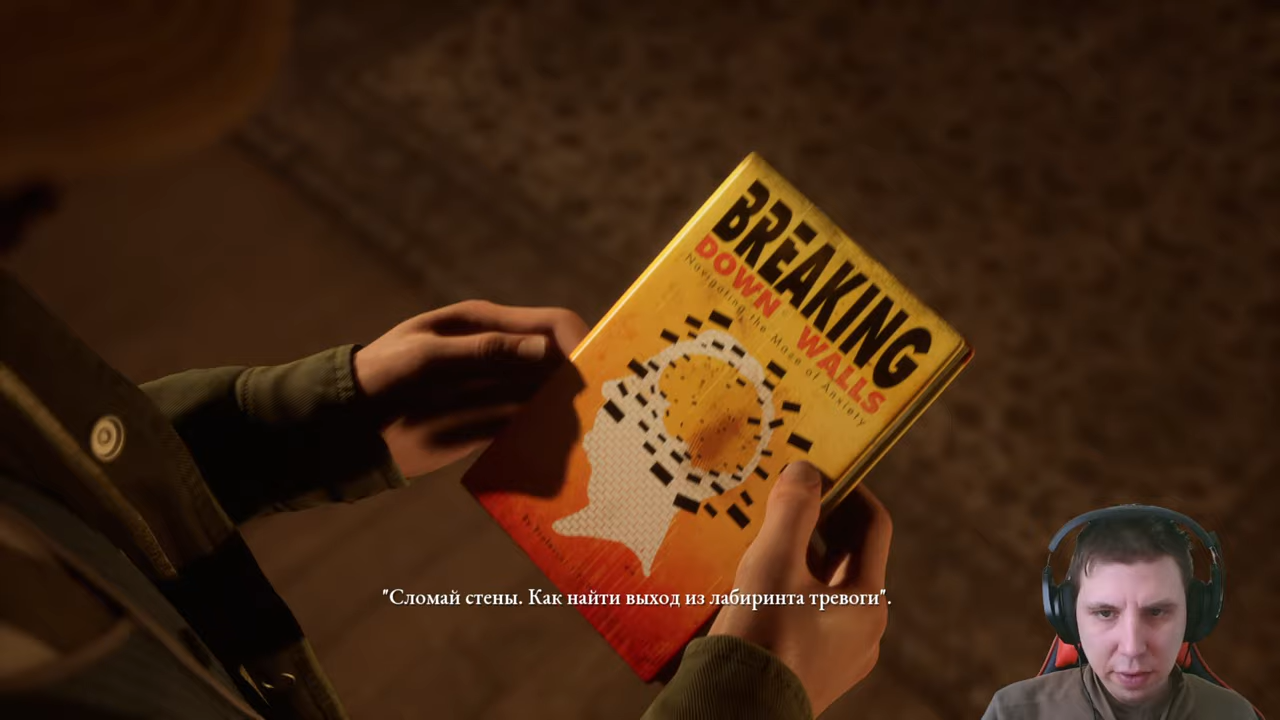 BREAKING
DOWN WALLS
Navigating the Maze of Anxiety
"Сломай стены. Как найти выход из лабиринта тревоги".